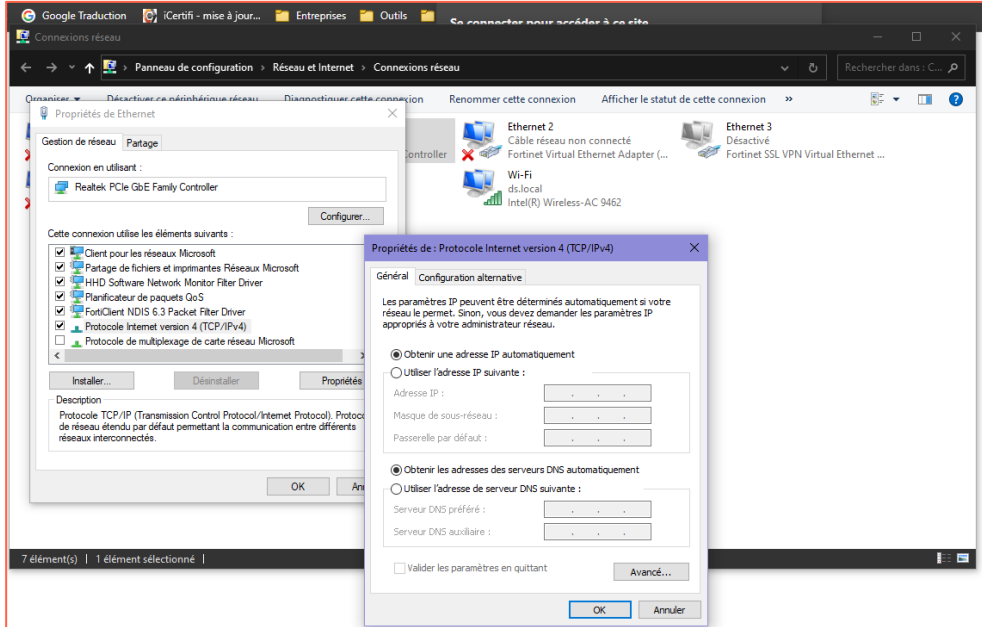 Google Traduction iCertifi - mise à jour... Entreprises Outils
Se connecter pour accéder à ce site
Connexions réseau
Panneau de configuration › Réseau et Internet › Connexions réseau
Rechercher dans : C...
Organiser Désactiver ce périphérique réseau Diagnostiquer cette connexion Renommer cette connexion Afficher le statut de cette connexion »
Propriétés de Ethernet
Gestion de réseau Partage
Connexion en utilisant :
Realtek PCIe GbE Family Controller
Configurer...
Cette connexion utilise les éléments suivants :
Client pour les réseaux Microsoft
Partage de fichiers et imprimantes Réseaux Microsoft
HHD Software Network Monitor Filter Driver
Planificateur de paquets QoS
FortiClient NDIS 6.3 Packet Filter Driver
Protocole Internet version 4 (TCP/IPv4)
Protocole de multiplexage de carte réseau Microsoft
Installer... Désinstaller Propriétés
Description
Protocole TCP/IP (Transmission Control Protocol/Internet Protocol).
de réseau étendu par défaut permettant la communication entre différents
réseaux interconnectés.
OK
Controller
Ethernet 2
Câble réseau non connecté
Fortinet Virtual Ethernet Adapter (...
Ethernet 3
Désactivé
Fortinet SSL VPN Virtual Ethernet ...
Wi-Fi
ds.local
Intel(R) Wireless-AC 9462
Propriétés de : Protocole Internet version 4 (TCP/IPv4)
Général Configuration alternative
Les paramètres IP peuvent être déterminés automatiquement si votre
réseau le permet. Sinon, vous devez demander les paramètres IP
appropriés à votre administrateur réseau.
Obtenir une adresse IP automatiquement
Utiliser l'adresse IP suivante :
Adresse IP :
Masque de sous-réseau :
Passerelle par défaut :
Obtenir les adresses des serveurs DNS automatiquement
Utiliser l'adresse de serveur DNS suivante :
Serveur DNS préféré :
Serveur DNS auxiliaire :
Valider les paramètres en quittant
Avancé...
OK Annuler
7 élément(s) | 1 élément sélectionné |